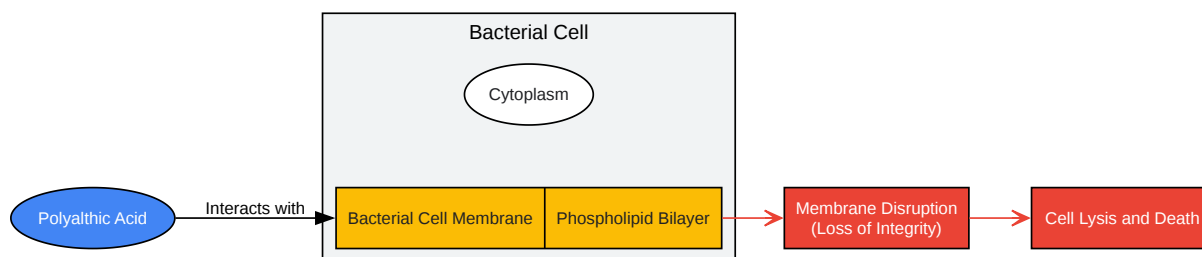 Bacterial Cell
Cytoplasm
Polyalthic Acid
Interacts with
Bacterial Cell Membrane
Phospholipid Bilayer
Membrane Disruption
(Loss of Integrity)
Cell Lysis and Death